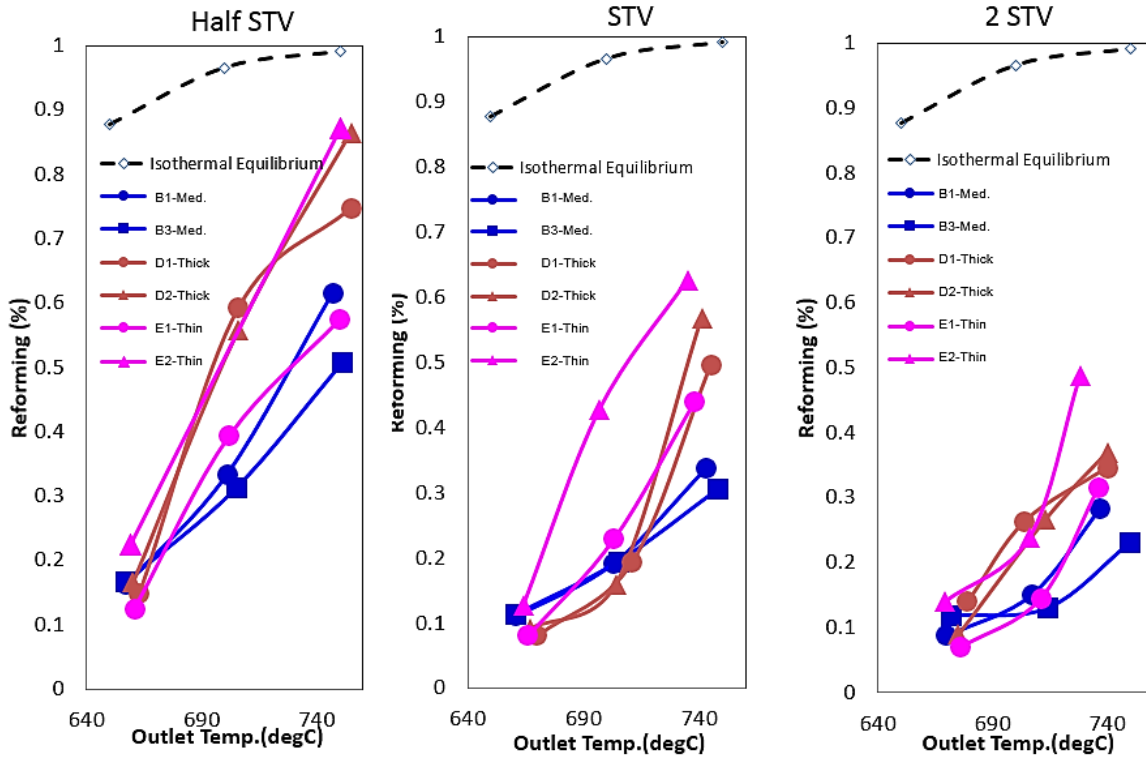 Half STV
1
0.9
0.8
0.7
0.6
0.5
0.4
0.3
0.2
0.1
0
Reforming (%)
Isothermal Equilibrium
B1-Med.
B3-Med.
D1-Thick
D2-Thick
E1-Thin
E2-Thin
640 690 740
Outlet Temp.(degC)
STV
1
0.9
0.8
0.7
0.6
0.5
0.4
0.3
0.2
0.1
0
Reforming (%)
Isothermal Equilibrium
B1-Med.
B3-Med.
D1-Thick
D2-Thick
E1-Thin
E2-Thin
640 690 740
Outlet Temp.(degC)
2 STV
1
0.9
0.8
0.7
0.6
0.5
0.4
0.3
0.2
0.1
0
Reforming (%)
Isothermal Equilibrium
B1-Med.
B3-Med.
D1-Thick
D2-Thick
E1-Thin
E2-Thin
640 690 740
Outlet Temp.(degC)